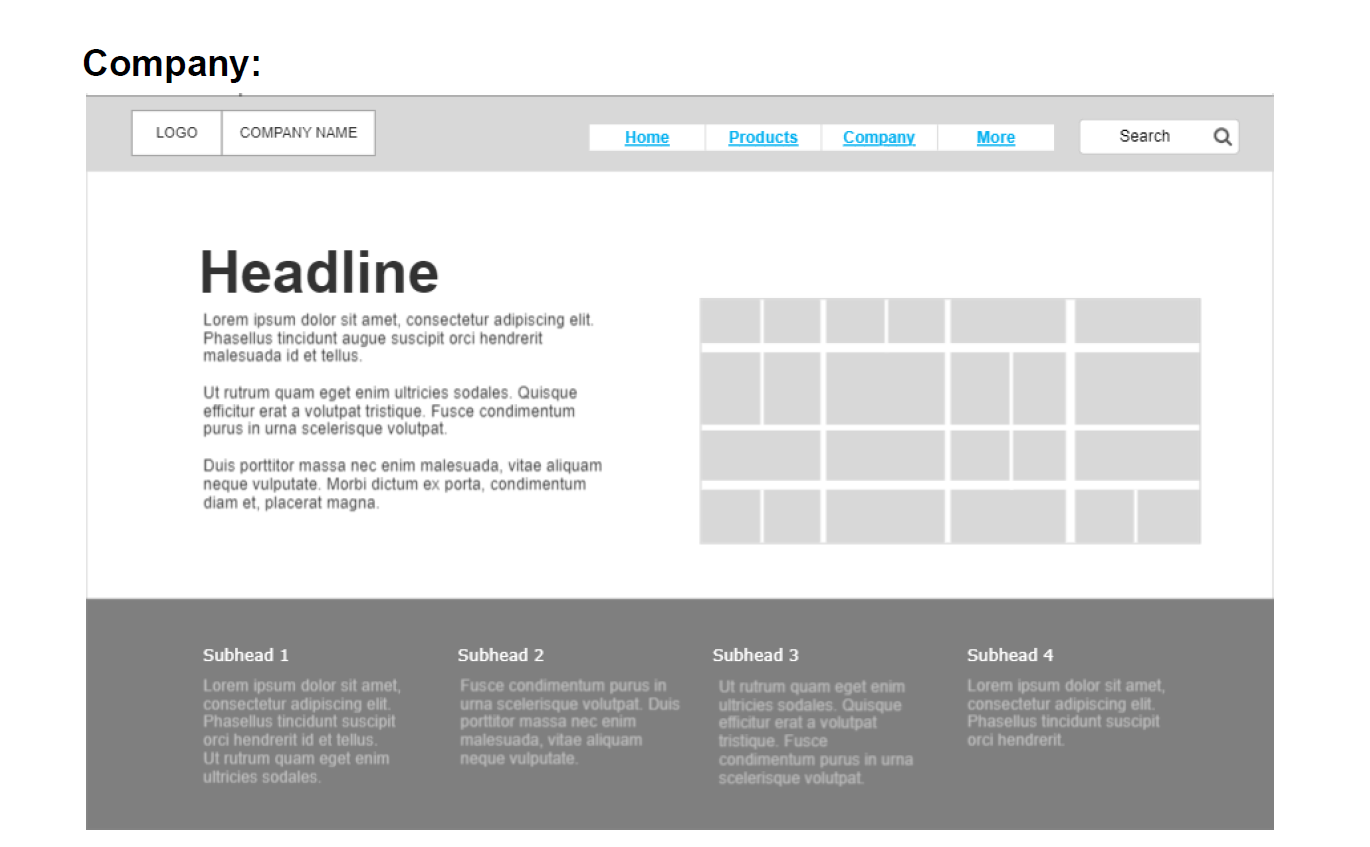 Company:
LOGO COMPANY NAME Home Products Company More Search
Headline
Lorem ipsum dolor sit amet, consectetur adipiscing elit.
Phasellus tincidunt augue suscipit orci hendrerit
malesuada id et tellus.
Ut rutrum quam eget enim ultricies sodales. Quisque
efficitur erat a volutpat tristique. Fusce condimentum
purus in urna scelerisque volutpat.
Duis porttitor massa nec enim malesuada, vitae aliquam
neque vulputate. Morbi dictum ex porta, condimentum
diam et, placerat magna.
Subhead 1
Lorem ipsum dolor sit amet,
consectetur adipiscing elit.
Phasellus tincidunt suscipit
orci hendrerit id et tellus.
Ut rutrum quam eget enim
ultricies sodales.
Subhead 2
Fusce condimentum purus in
urna scelerisque volutpat. Duis
porttitor massa nec enim
malesuada, vitae aliquam
neque vulputate.
Subhead 3
Ut rutrum quam eget enim
ultricies sodales. Quisque
efficitur erat a volutpat
tristique. Fusce
condimentum purus in urna
scelerisque volutpat.
Subhead 4
Lorem ipsum dolor sit amet,
consectetur adipiscing elit.
Phasellus tincidunt suscipit
orci hendrerit.